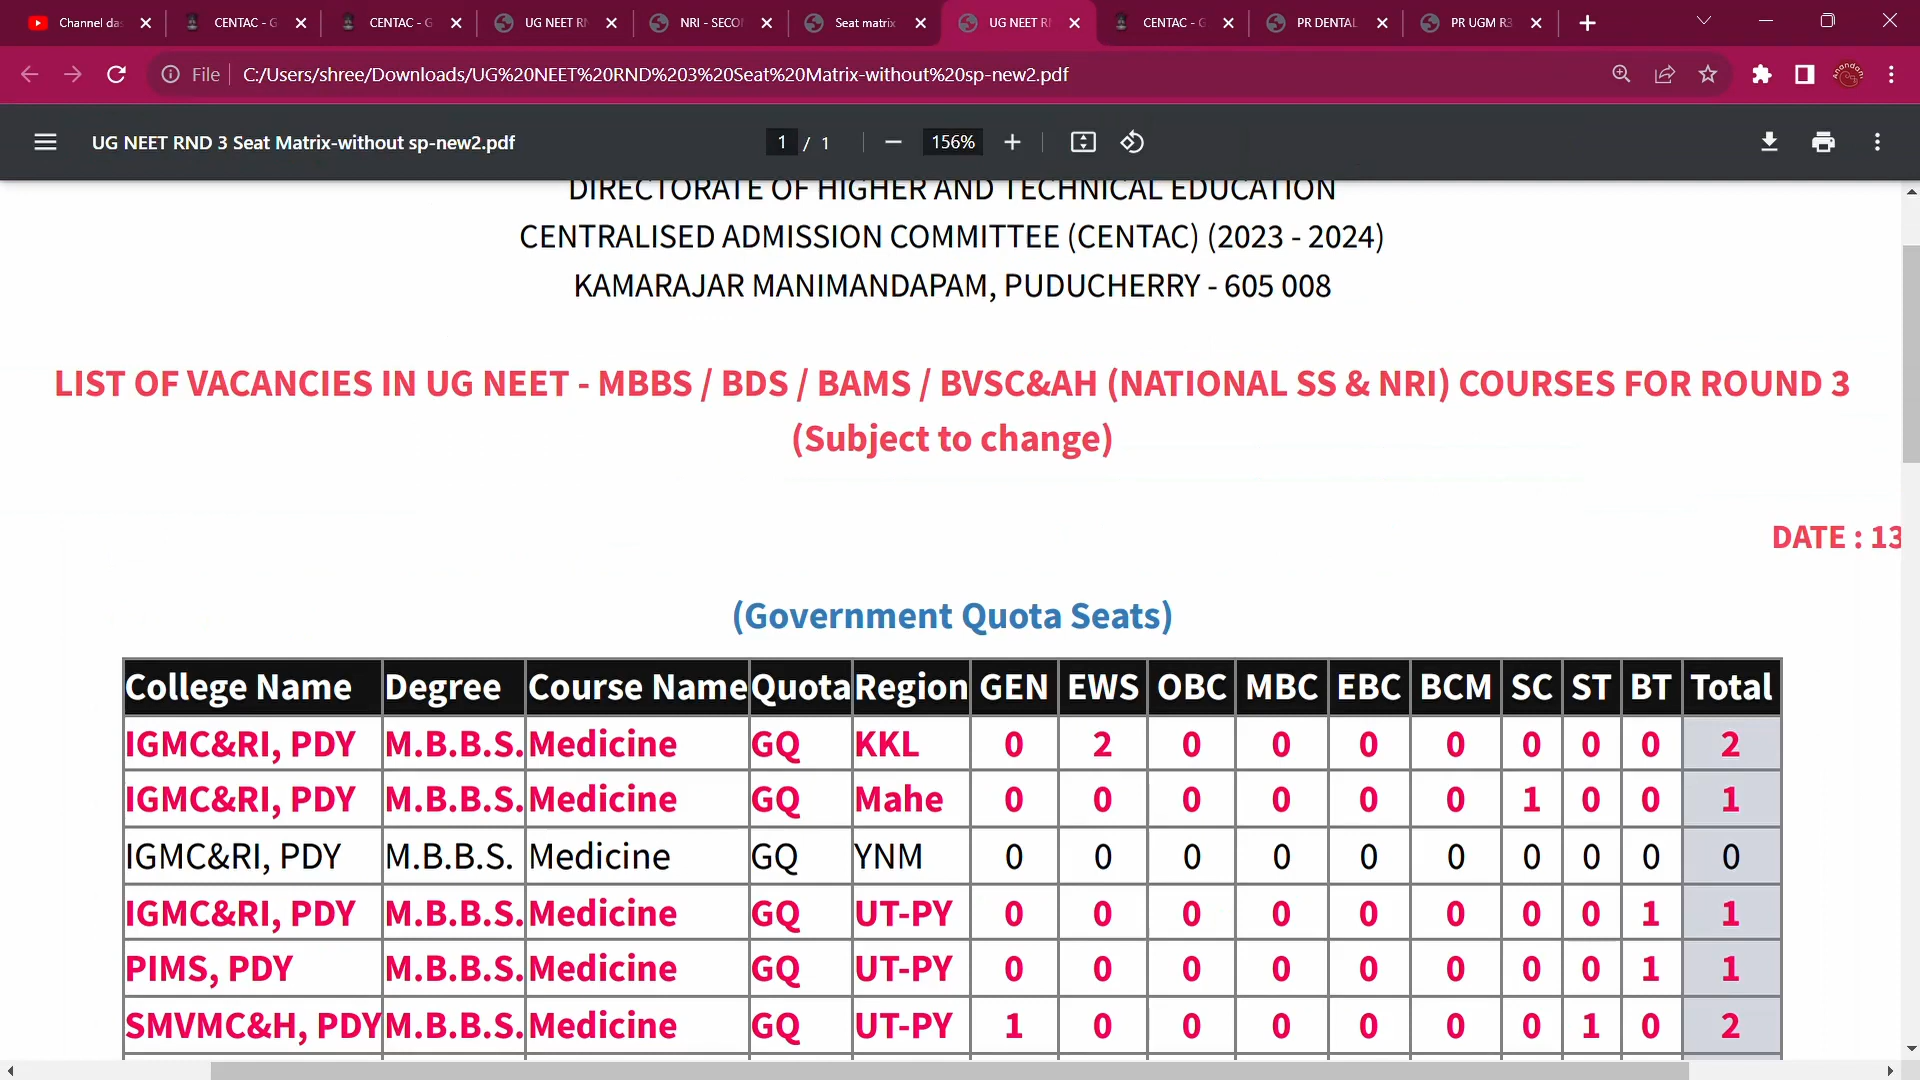 Channel das
CENTAC - G
CENTAC - G
UG NEET RN
NRI - SECON
Seat matrix
UG NEET R
CENTAC - G
PR DENTAL
PR UGM R3
File
C:/Users/shree/Downloads/UG%20NEET%20RND%203%20Seat%20Matrix-without%20sp-new2.pdf
UG NEET RND 3 Seat Matrix-without sp-new2.pdf
1 / 1
156%
DIRECTORATE OF HIGHER AND TECHNICAL EDUCATION
CENTRALISED ADMISSION COMMITTEE (CENTAC) (2023 - 2024)
KAMARAJAR MANIMANDAPAM, PUDUCHERRY - 605 008
LIST OF VACANCIES IN UG NEET - MBBS / BDS / BAMS / BVSC&AH (NATIONAL SS & NRI) COURSES FOR ROUND 3
(Subject to change)
DATE : 13
(Government Quota Seats)
College Name Degree Course Name Quota Region GEN EWS OBC MBC EBC BCM SC ST BT Total
IGMC&RI, PDY M.B.B.S. Medicine GQ KKL 0 2 0 0 0 0 0 0 0 2
IGMC&RI, PDY M.B.B.S. Medicine GQ Mahe 0 0 0 0 0 0 1 0 0 1
IGMC&RI, PDY M.B.B.S. Medicine GQ YNM 0 0 0 0 0 0 0 0 0 0
IGMC&RI, PDY M.B.B.S. Medicine GQ UT-PY 0 0 0 0 0 0 0 0 1 1
PIMS, PDY M.B.B.S. Medicine GQ UT-PY 0 0 0 0 0 0 0 0 1 1
SMVMC&H, PDY M.B.B.S. Medicine GQ UT-PY 1 0 0 0 0 0 0 1 0 2